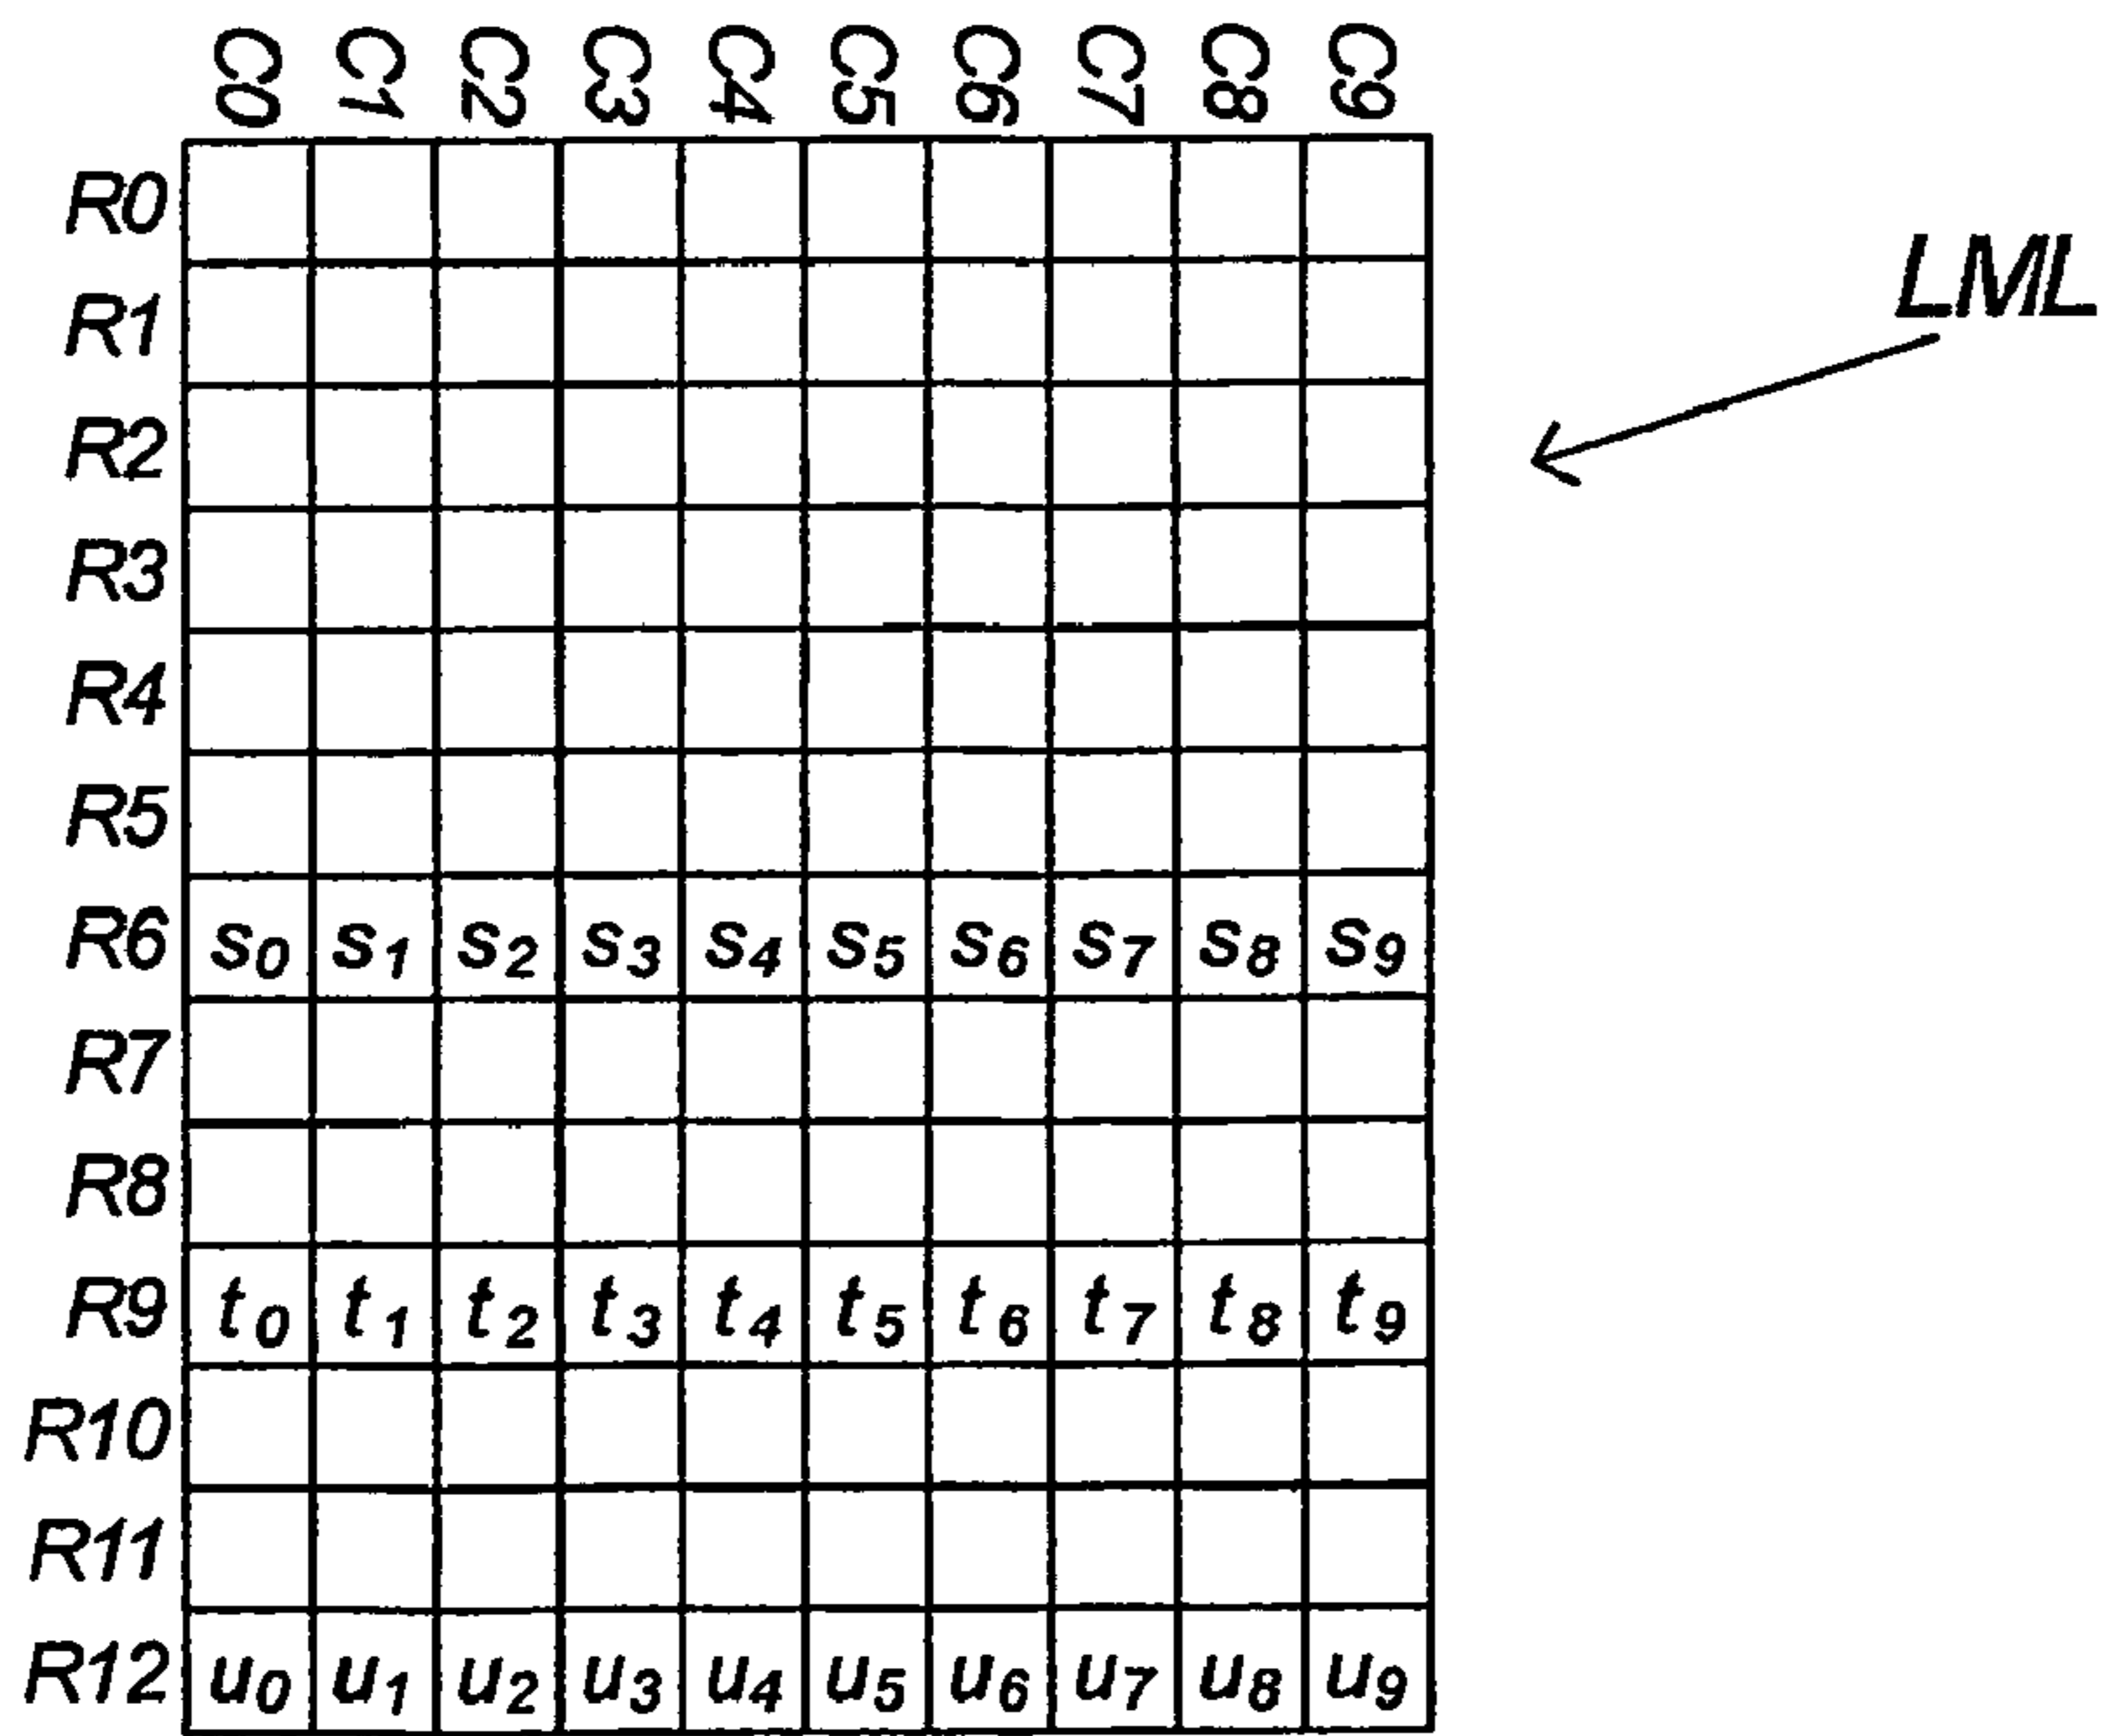 C0 C1 C2 C3 C4 C5 C6 C7 C8 C9
R0
R1
LML
R2
R3
R4
R5
R6 s0 s1 s2 s3 s4 s5 s6 s7 s8 s9
R7
R8
R9 t0 t1 t2 t3 t4 t5 t6 t7 t8 t9
R10
R11
R12 u0 u1 u2 u3 u4 u5 u6 u7 u8 u9